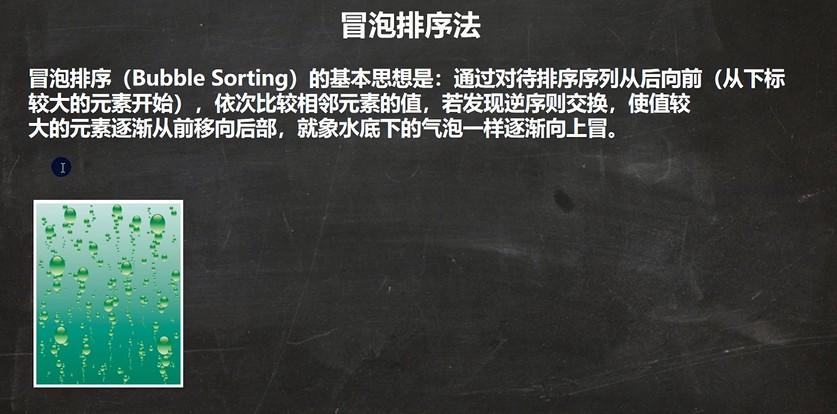 冒泡排序法
冒泡排序（Bubble Sorting）的基本思想是：通过对待排序序列从后向前（从下标
较大的元素开始），依次比较相邻元素的值，若发现逆序则交换，使值较
大的元素逐渐从前移向后部，就象水底下的气泡一样逐渐向上冒。